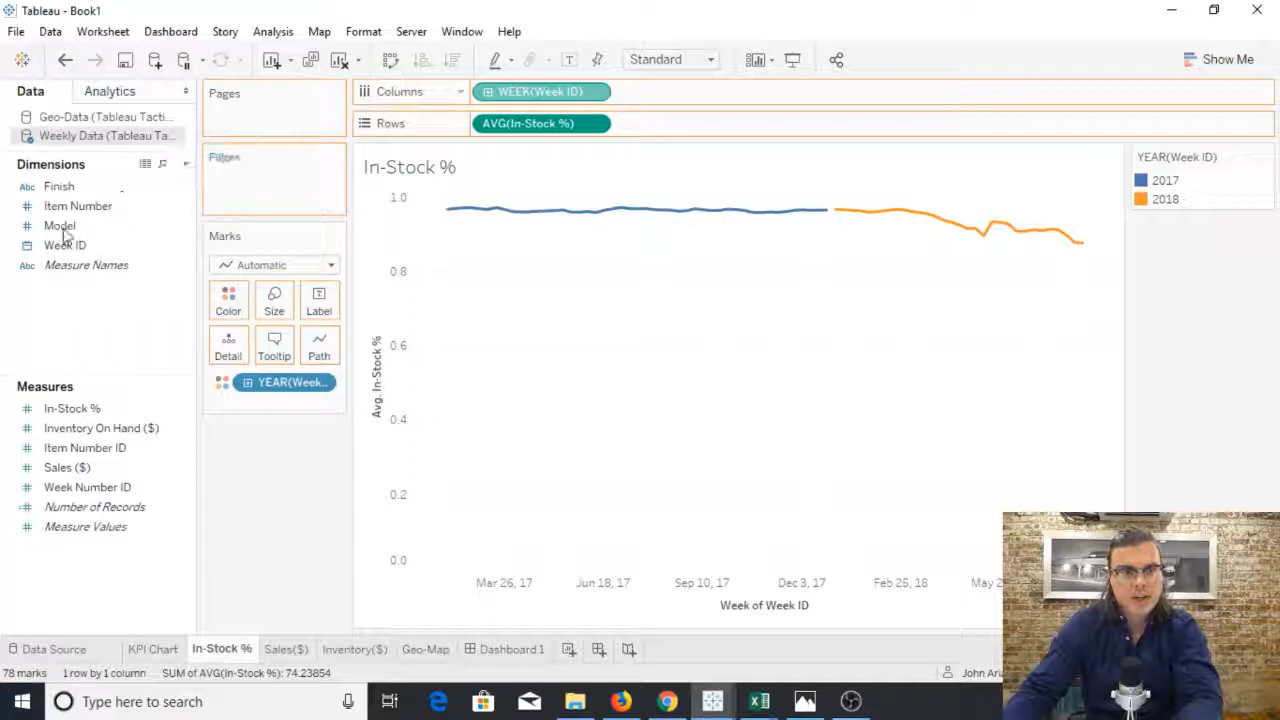 Tableau - Book1
File Data Worksheet Dashboard Story Analysis Map Format Server Window Help
Standard
Show Me
Data Analytics
Geo-Data (Tableau Tacti...
Weekly Data (Tableau Ta...
Dimensions
Abc Finish
# Item Number
# Model
Week ID
Abc Measure Names
Measures
# In-Stock %
# Inventory On Hand ($)
# Item Number ID
# Sales ($)
# Week Number ID
=# Number of Records
# Measure Values
Pages
Filters
Marks
Automatic
Color Size Label
Detail Tooltip Path
YEAR(Week..
Columns WEEK(Week ID)
Rows AVG(In-Stock %)
In-Stock %
1.0
0.8
0.6
0.4
0.2
0.0
Avg. In-Stock %
Mar 26, 17 Jun 18, 17 Sep 10, 17 Dec 3, 17 Feb 25, 18 May 2
Week of Week ID
YEAR(Week ID)
2017
2018
Data Source KPI Chart In-Stock % Sales($) Inventory($) Geo-Map Dashboard 1
78 marks 1 row by 1 column SUM of AVG(In-Stock %): 74.23854
John Ari
Type here to search